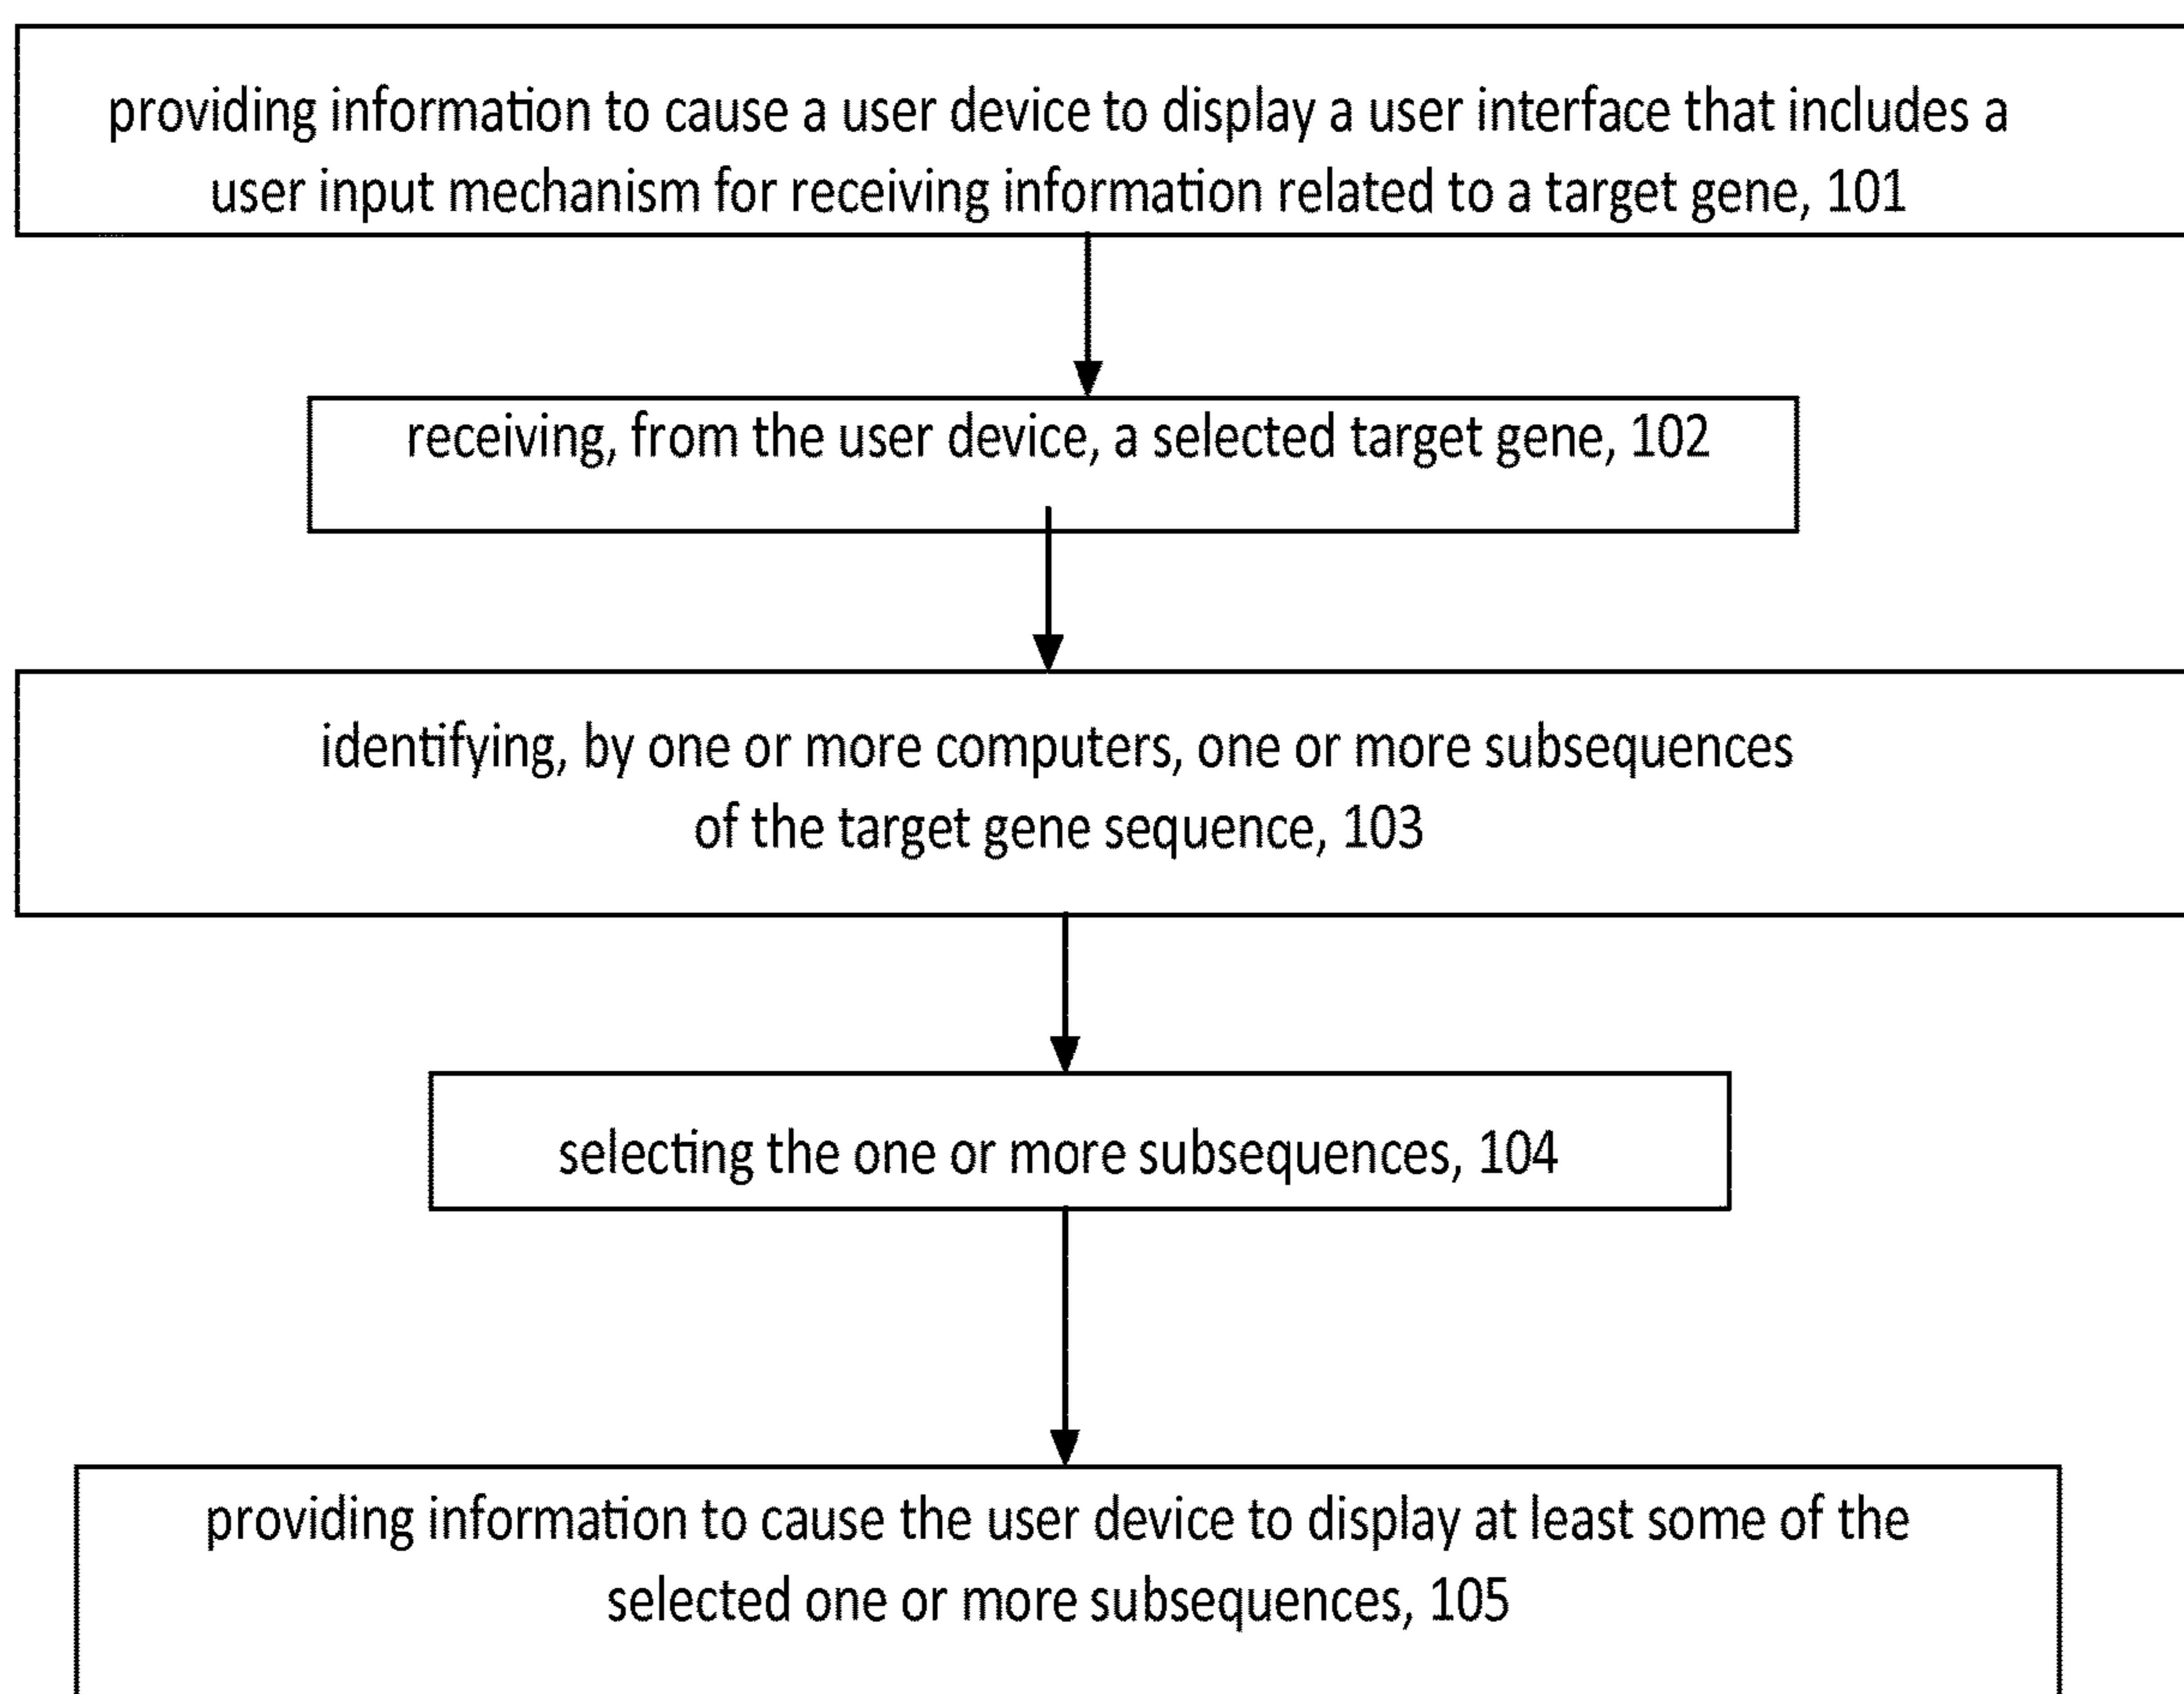 providing information to cause a user device to display a user interface that includes a
user input mechanism for receiving information related to a target gene, 101
receiving, from the user device, a selected target gene, 102
identifying, by one or more computers, one or more subsequences
of the target gene sequence, 103
selecting the one or more subsequences, 104
providing information to cause the user device to display at least some of the
selected one or more subsequences, 105